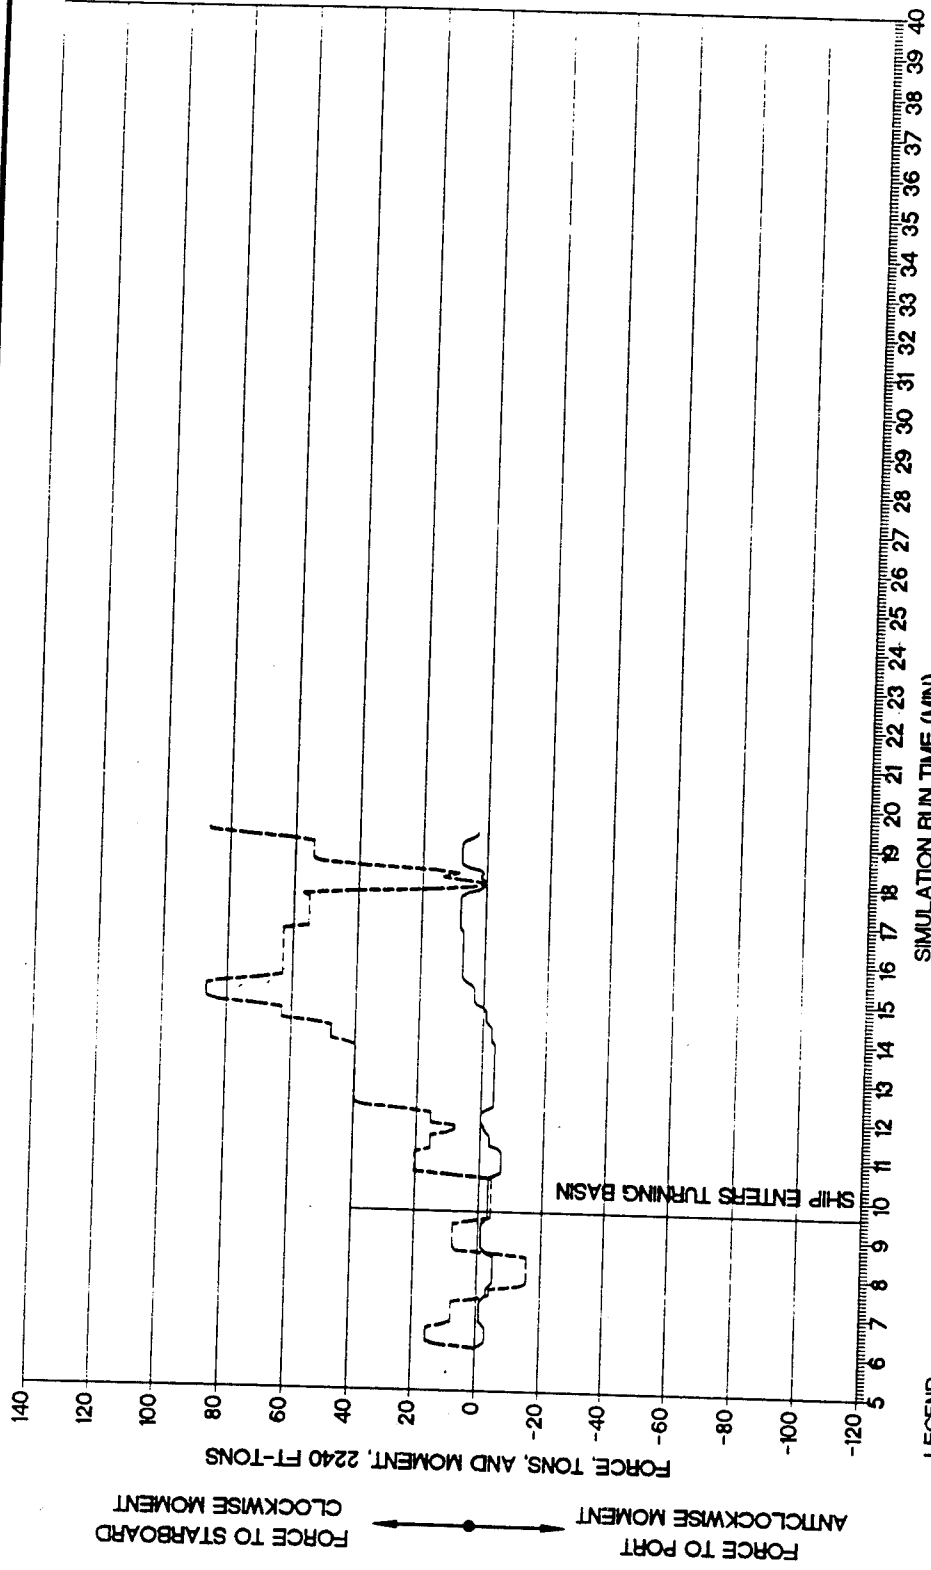 FORCE TO STARBOARD
CLOCKWISE MOMENT
FORCE TO PORT
ANTICLOCKWISE MOMENT
FORCE, TONS, AND MOMENT, 2240 FT-TONS
140
120
100
80
60
40
20
0
-20
-40
-60
-80
-100
-120
SHIP ENTERS TURNING BASIN
5 6 7 8 9 10 11 12 13 14 15 16 17 18 19 20 21 22 23 24 25 26 27 28 29 30 31 32 33 34 35 36 37 38 39 40
SIMULATION RUN TIME (MIN)
LEGEND